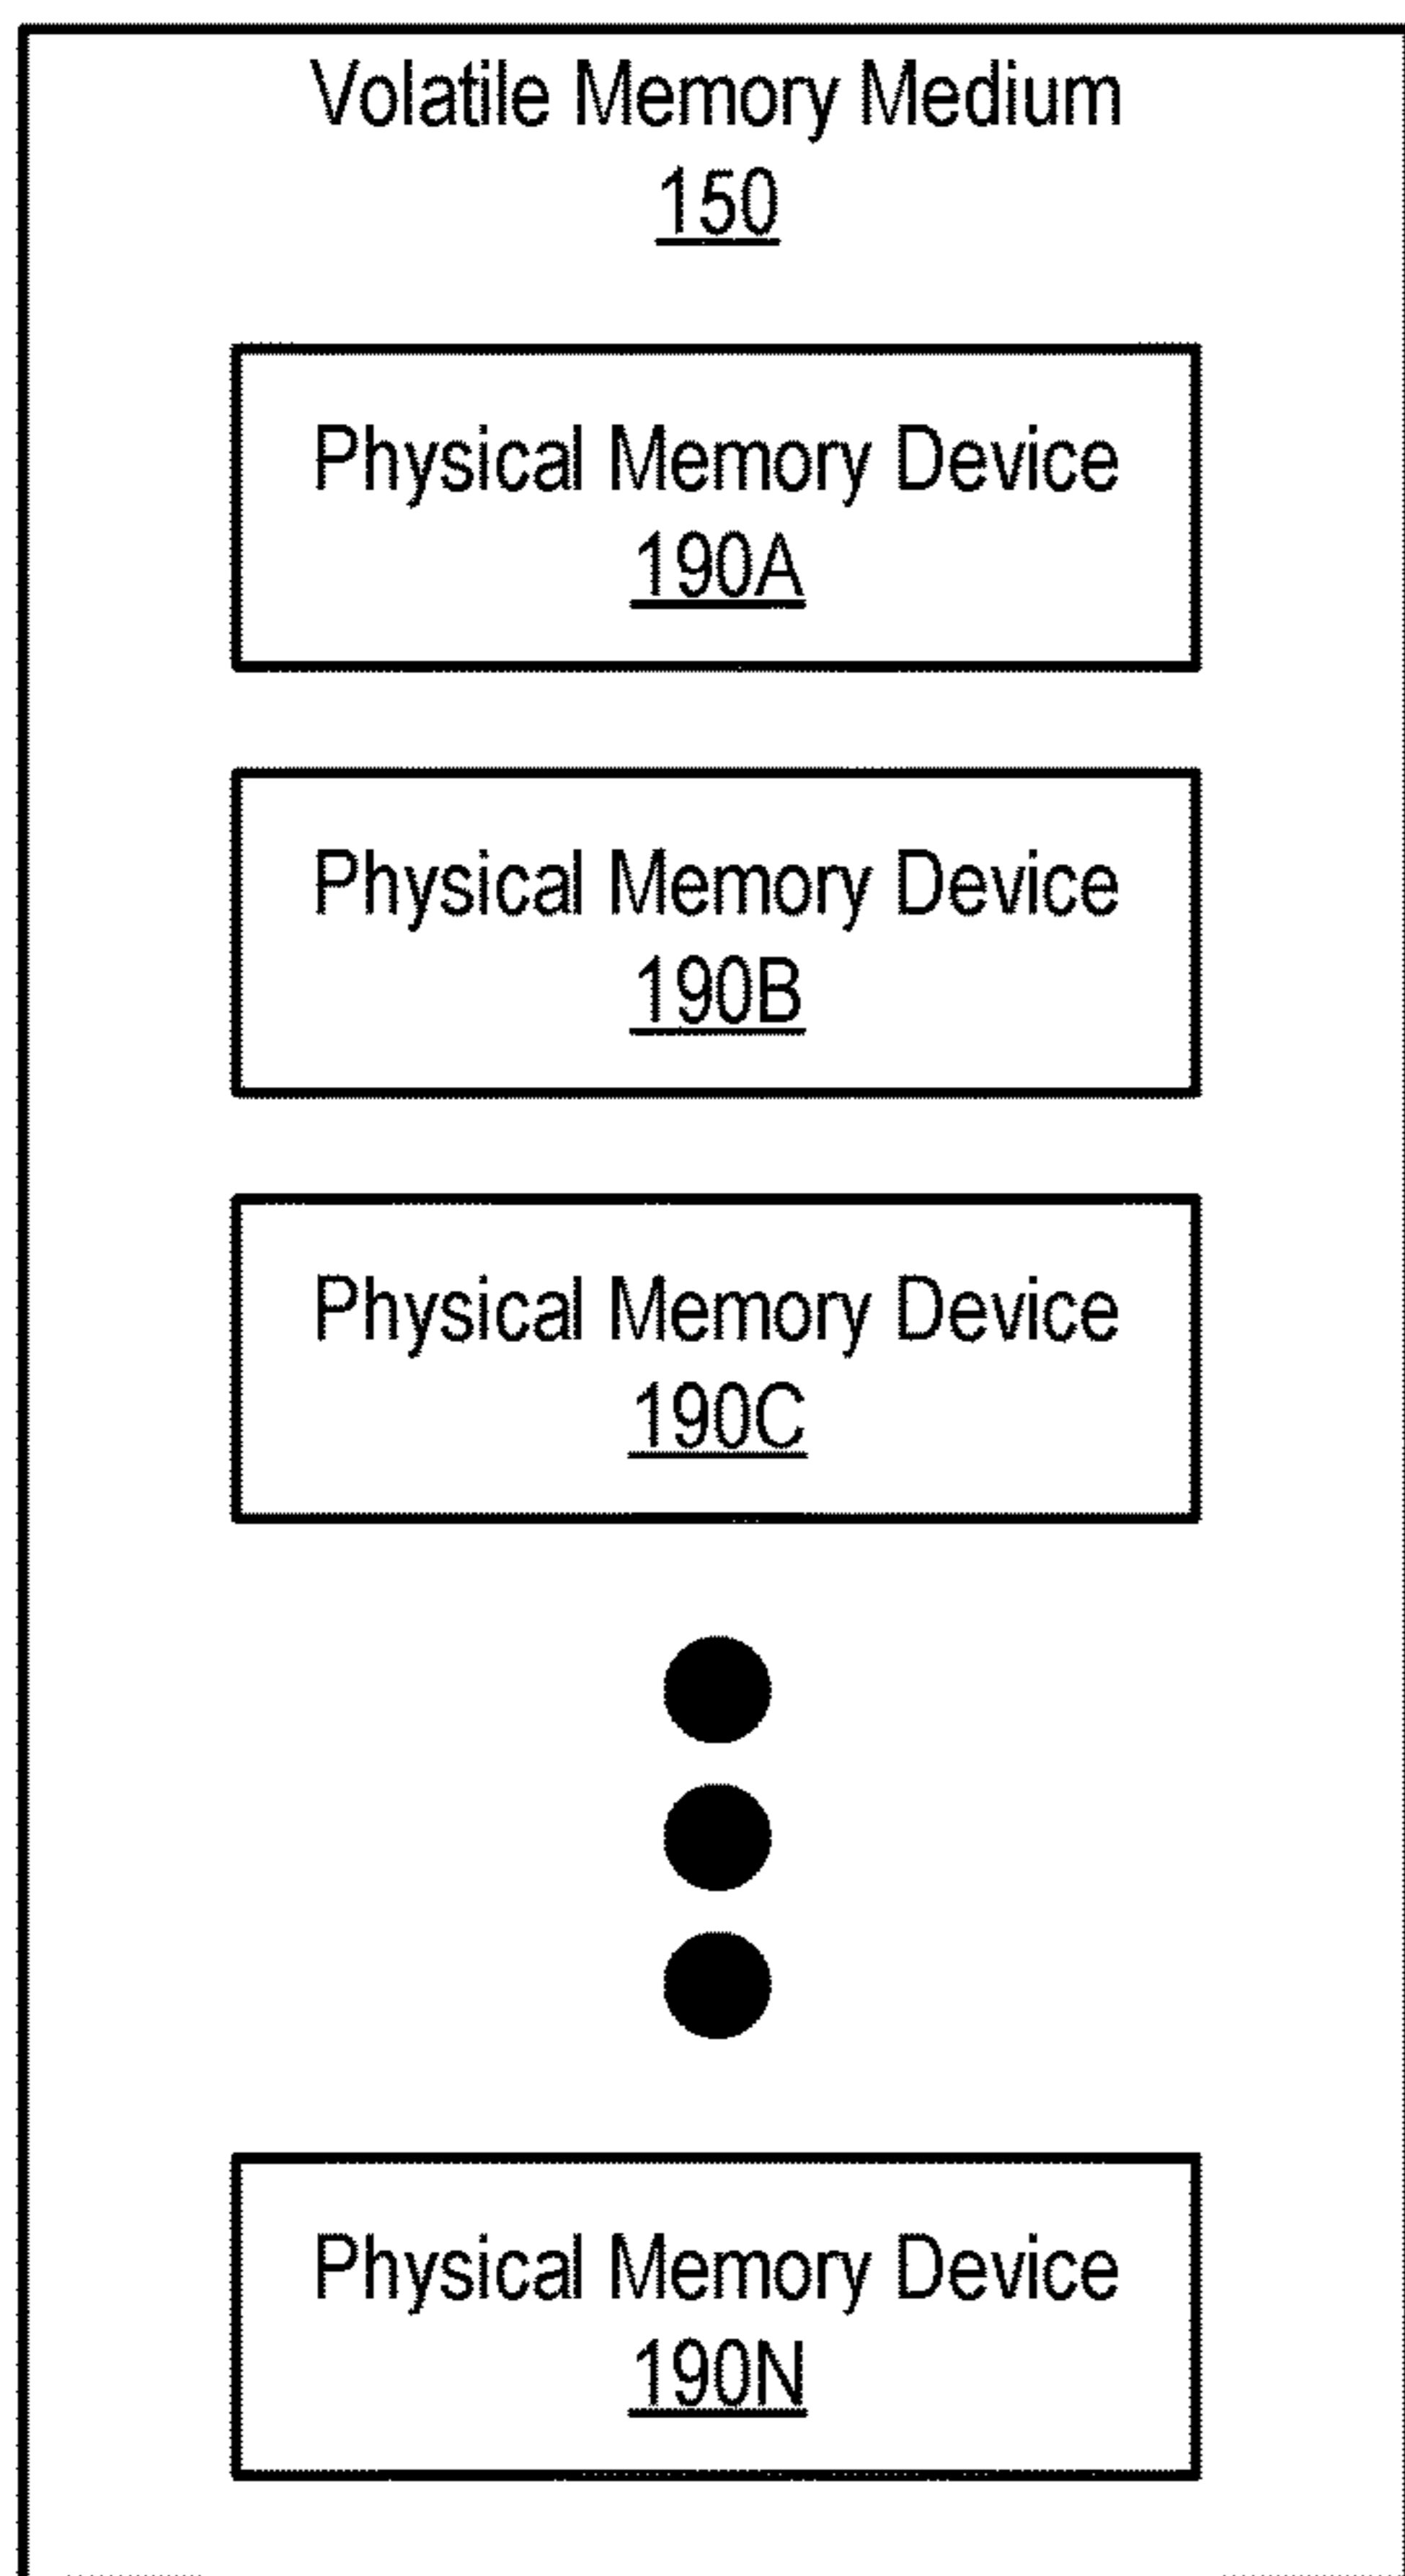 Volatile Memory Medium
150
Physical Memory Device
190A
Physical Memory Device
190B
Physical Memory Device
190C
Physical Memory Device
190N